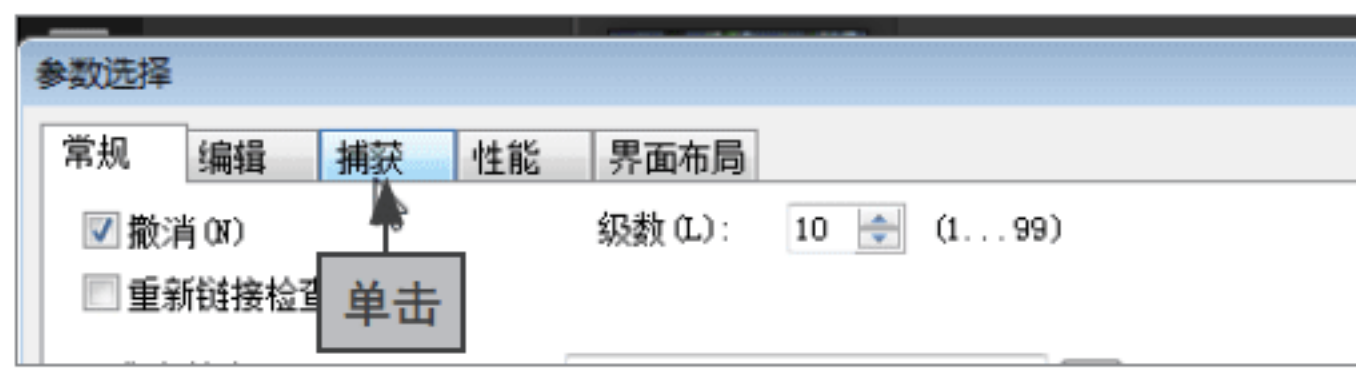 参数选择
常规 编辑 捕获 性能 界面布局
撤消(N) 级数(L): 10 (1...99)
重新链接检查
单击